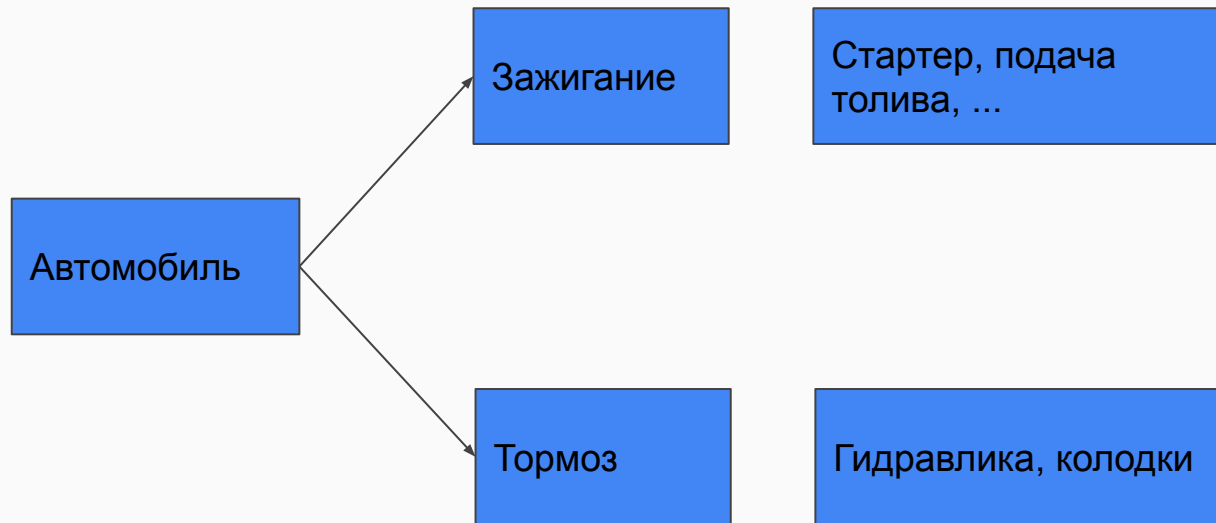 Зажигание
Стартер, подача
толива, ...
Автомобиль
Тормоз
Гидравлика, колодки